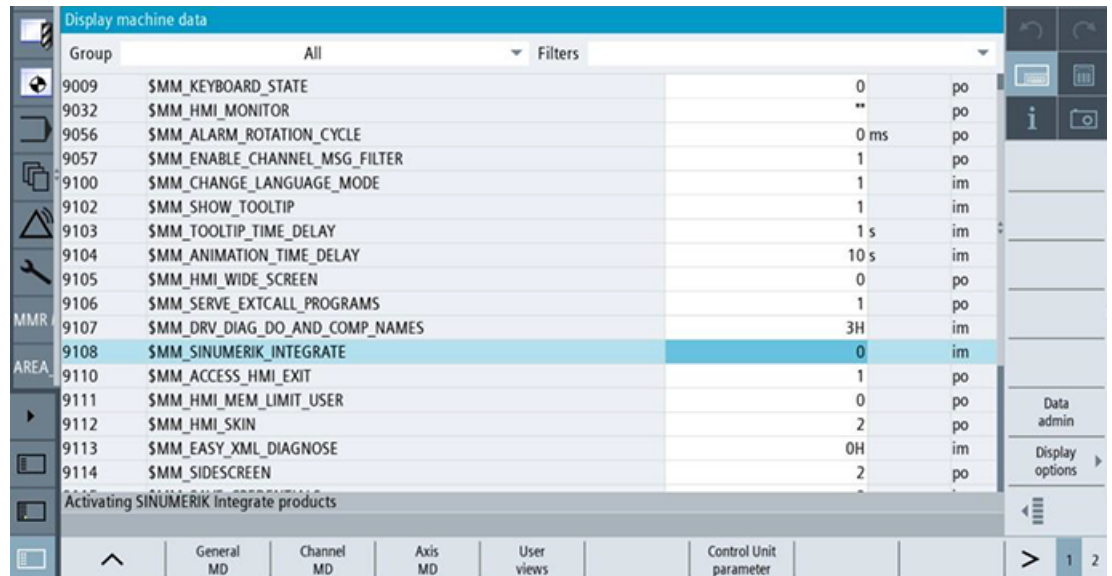 Display machine data
Group All Filters
9009 $MM_KEYBOARD_STATE 0 po
9032 $MM_HMI_MONITOR "" po
9056 $MM_ALARM_ROTATION_CYCLE 0 ms po
9057 $MM_ENABLE_CHANNEL_MSG_FILTER 1 po
9100 $MM_CHANGE_LANGUAGE_MODE 1 im
9102 $MM_SHOW_TOOLTIP 1 im
9103 $MM_TOOLTIP_TIME_DELAY 1 s im
9104 $MM_ANIMATION_TIME_DELAY 10 s im
9105 $MM_HMI_WIDE_SCREEN 0 po
9106 $MM_SERVE_EXTCALL_PROGRAMS 1 po
9107 $MM_DRV_DIAG_DO_AND_COMP_NAMES 3H im
9108 $MM_SINUMERIK_INTEGRATE 0 im
9110 $MM_ACCESS_HMI_EXIT 1 po
9111 $MM_HMI_MEM_LIMIT_USER 0 po
9112 $MM_HMI_SKIN 2 po
9113 $MM_EASY_XML_DIAGNOSE 0H im
9114 $MM_SIDESCREEN 2 po
Activating SINUMERIK Integrate products
MMR
AREA_
i
Data
admin
Display
options
General
MD
Channel
MD
Axis
MD
User
views
Control Unit
parameter
> 1 2